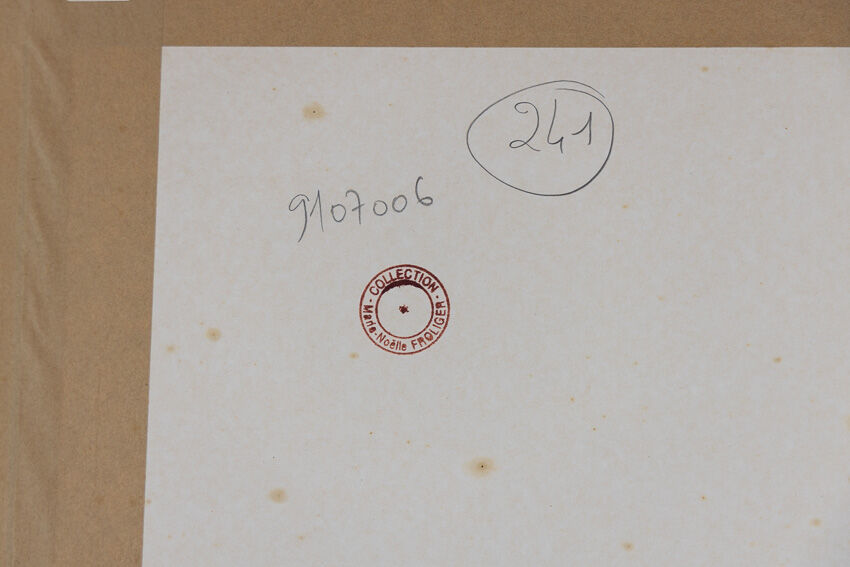 241
9107006
- COLLECTION -
Marie-Noëlle FROLIGER